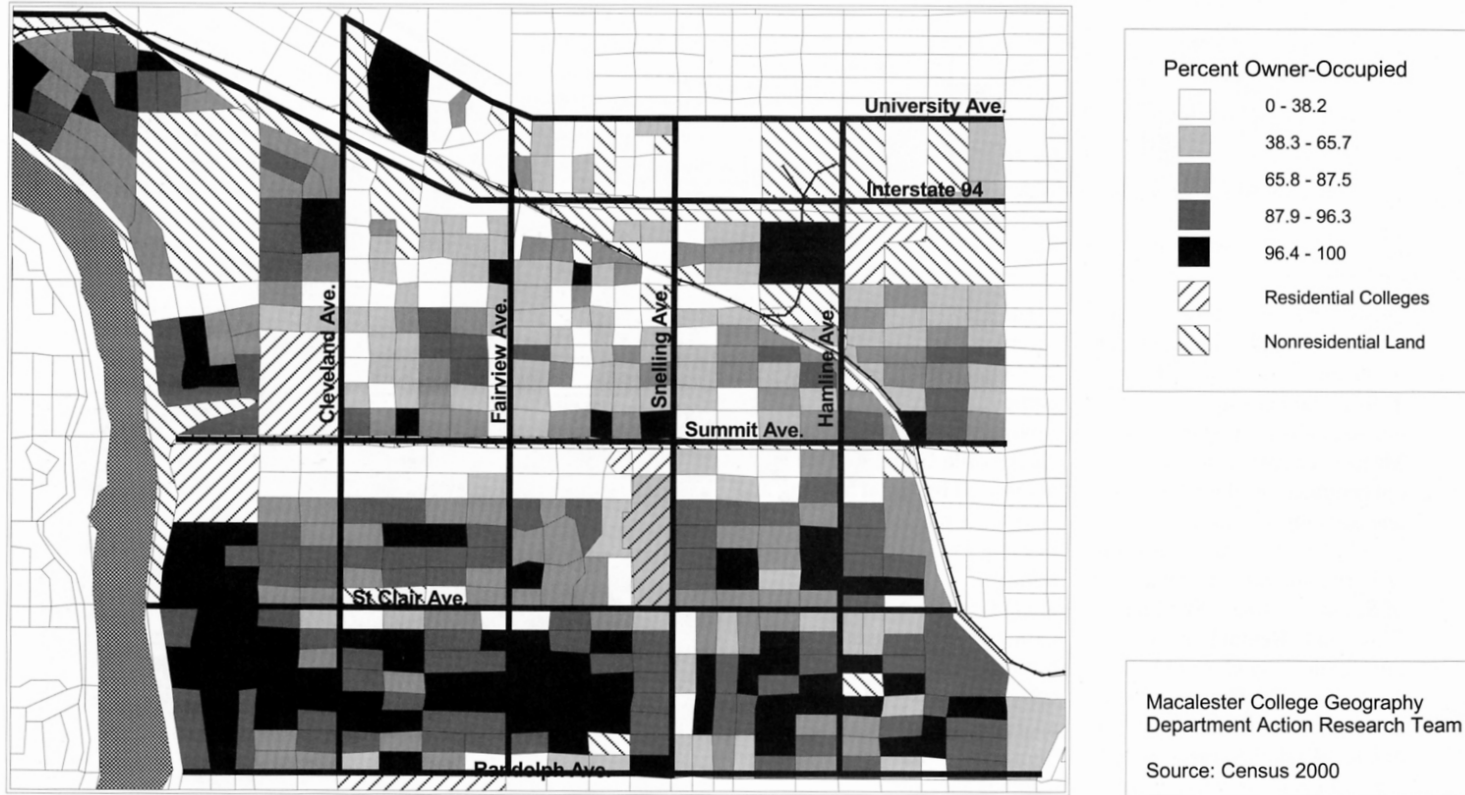 Percent Owner-Occupied
0 - 38.2
38.3 - 65.7
65.8 - 87.5
87.9 - 96.3
96.4 - 100
Residential Colleges
Nonresidential Land
University Ave.
Interstate 94
Cleveland Ave.
Fairview Ave.
Snelling Ave.
Hamline Ave.
Summit Ave.
St Clair Ave.
Randolph Ave.
Macalester College Geography
Department Action Research Team
Source: Census 2000